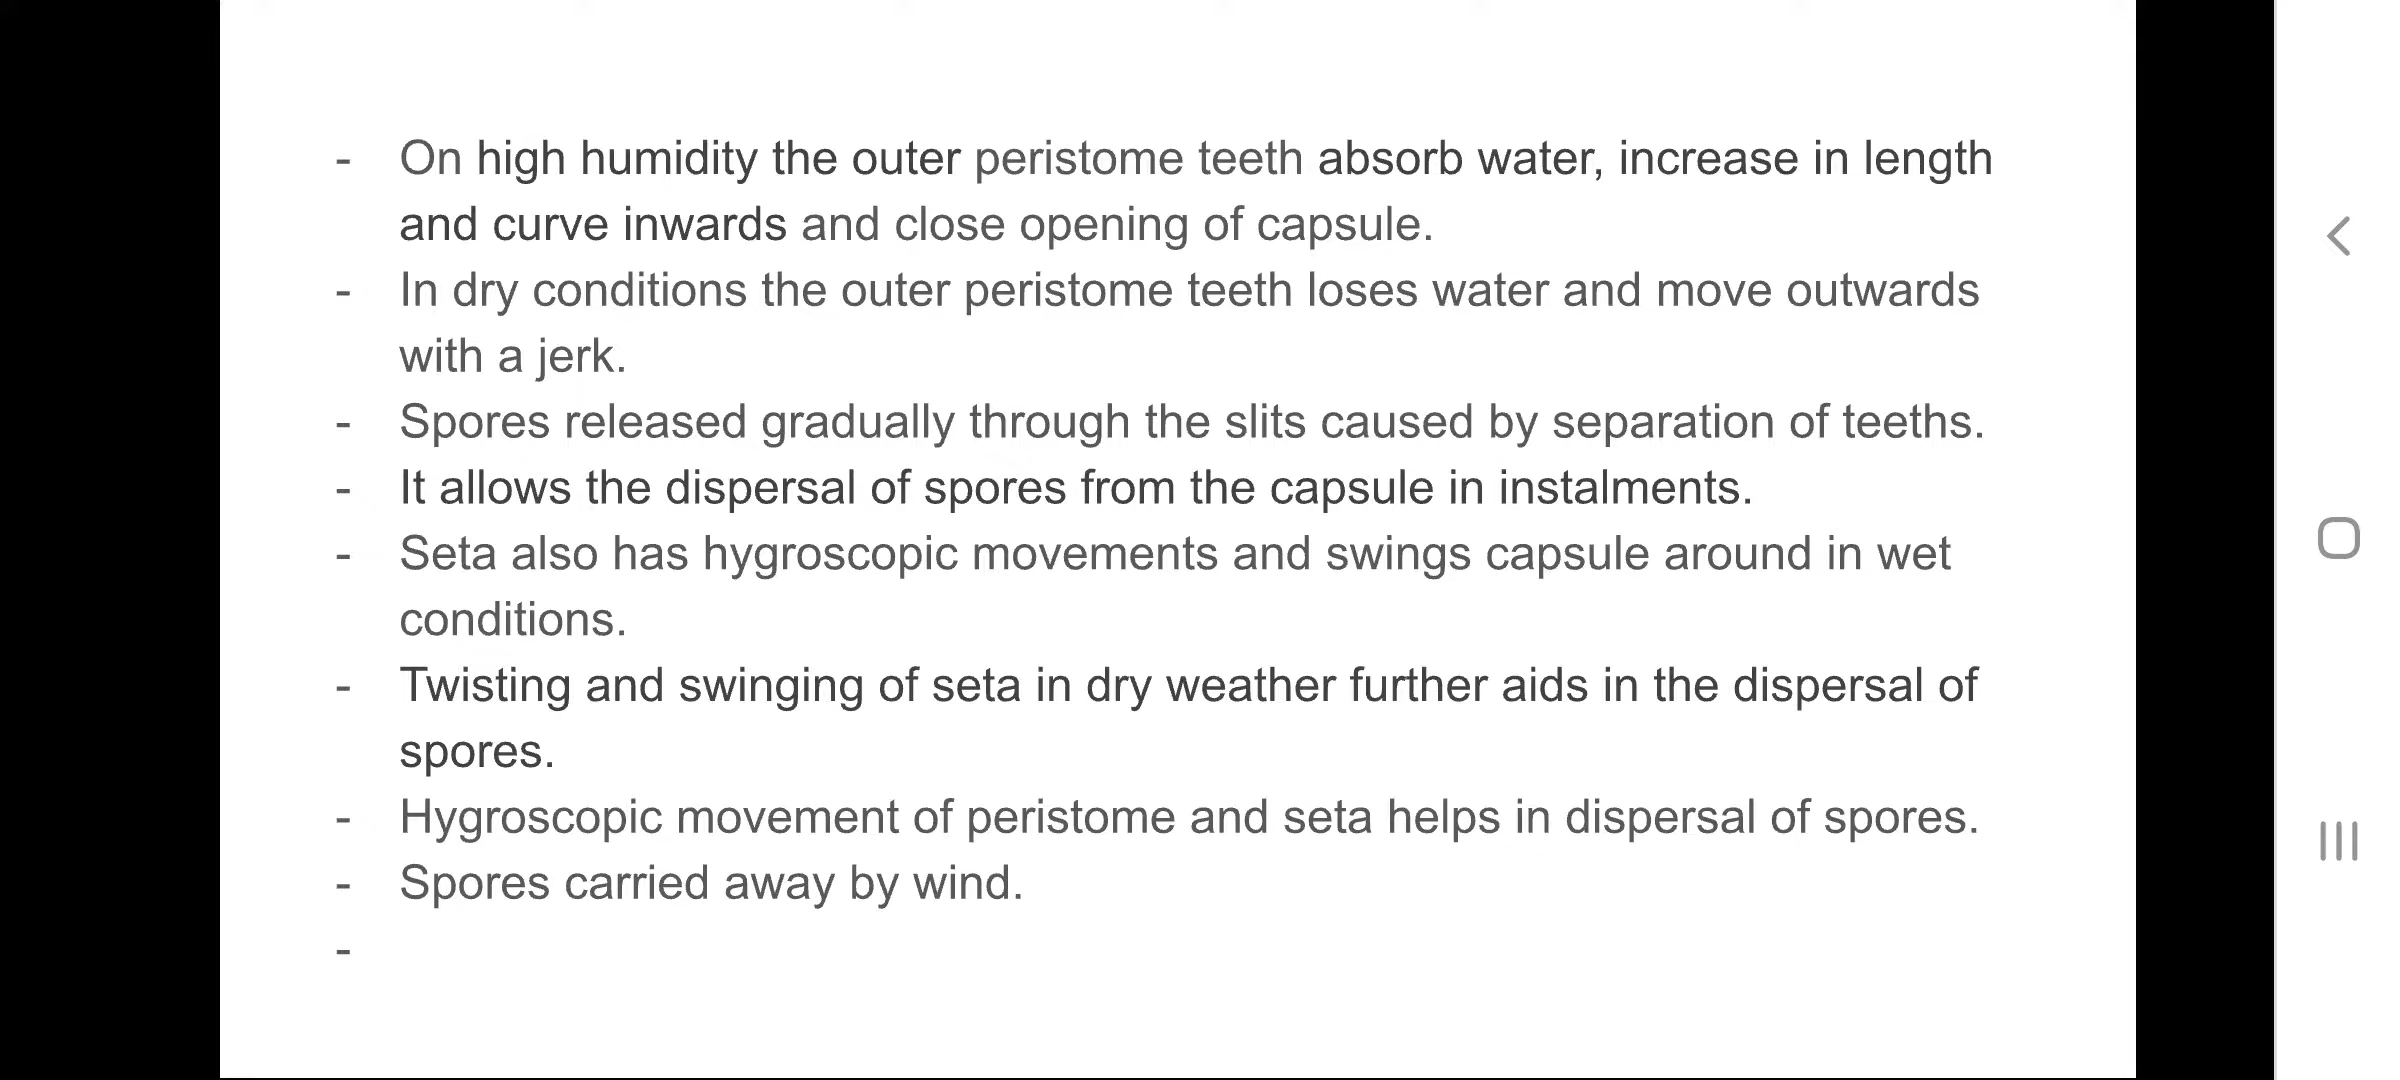 - On high humidity the outer peristome teeth absorb water, increase in length
and curve inwards and close opening of capsule.
- In dry conditions the outer peristome teeth loses water and move outwards
with a jerk.
- Spores released gradually through the slits caused by separation of teeths.
- It allows the dispersal of spores from the capsule in instalments.
- Seta also has hygroscopic movements and swings capsule around in wet
conditions.
- Twisting and swinging of seta in dry weather further aids in the dispersal of
spores.
- Hygroscopic movement of peristome and seta helps in dispersal of spores.
- Spores carried away by wind.
-